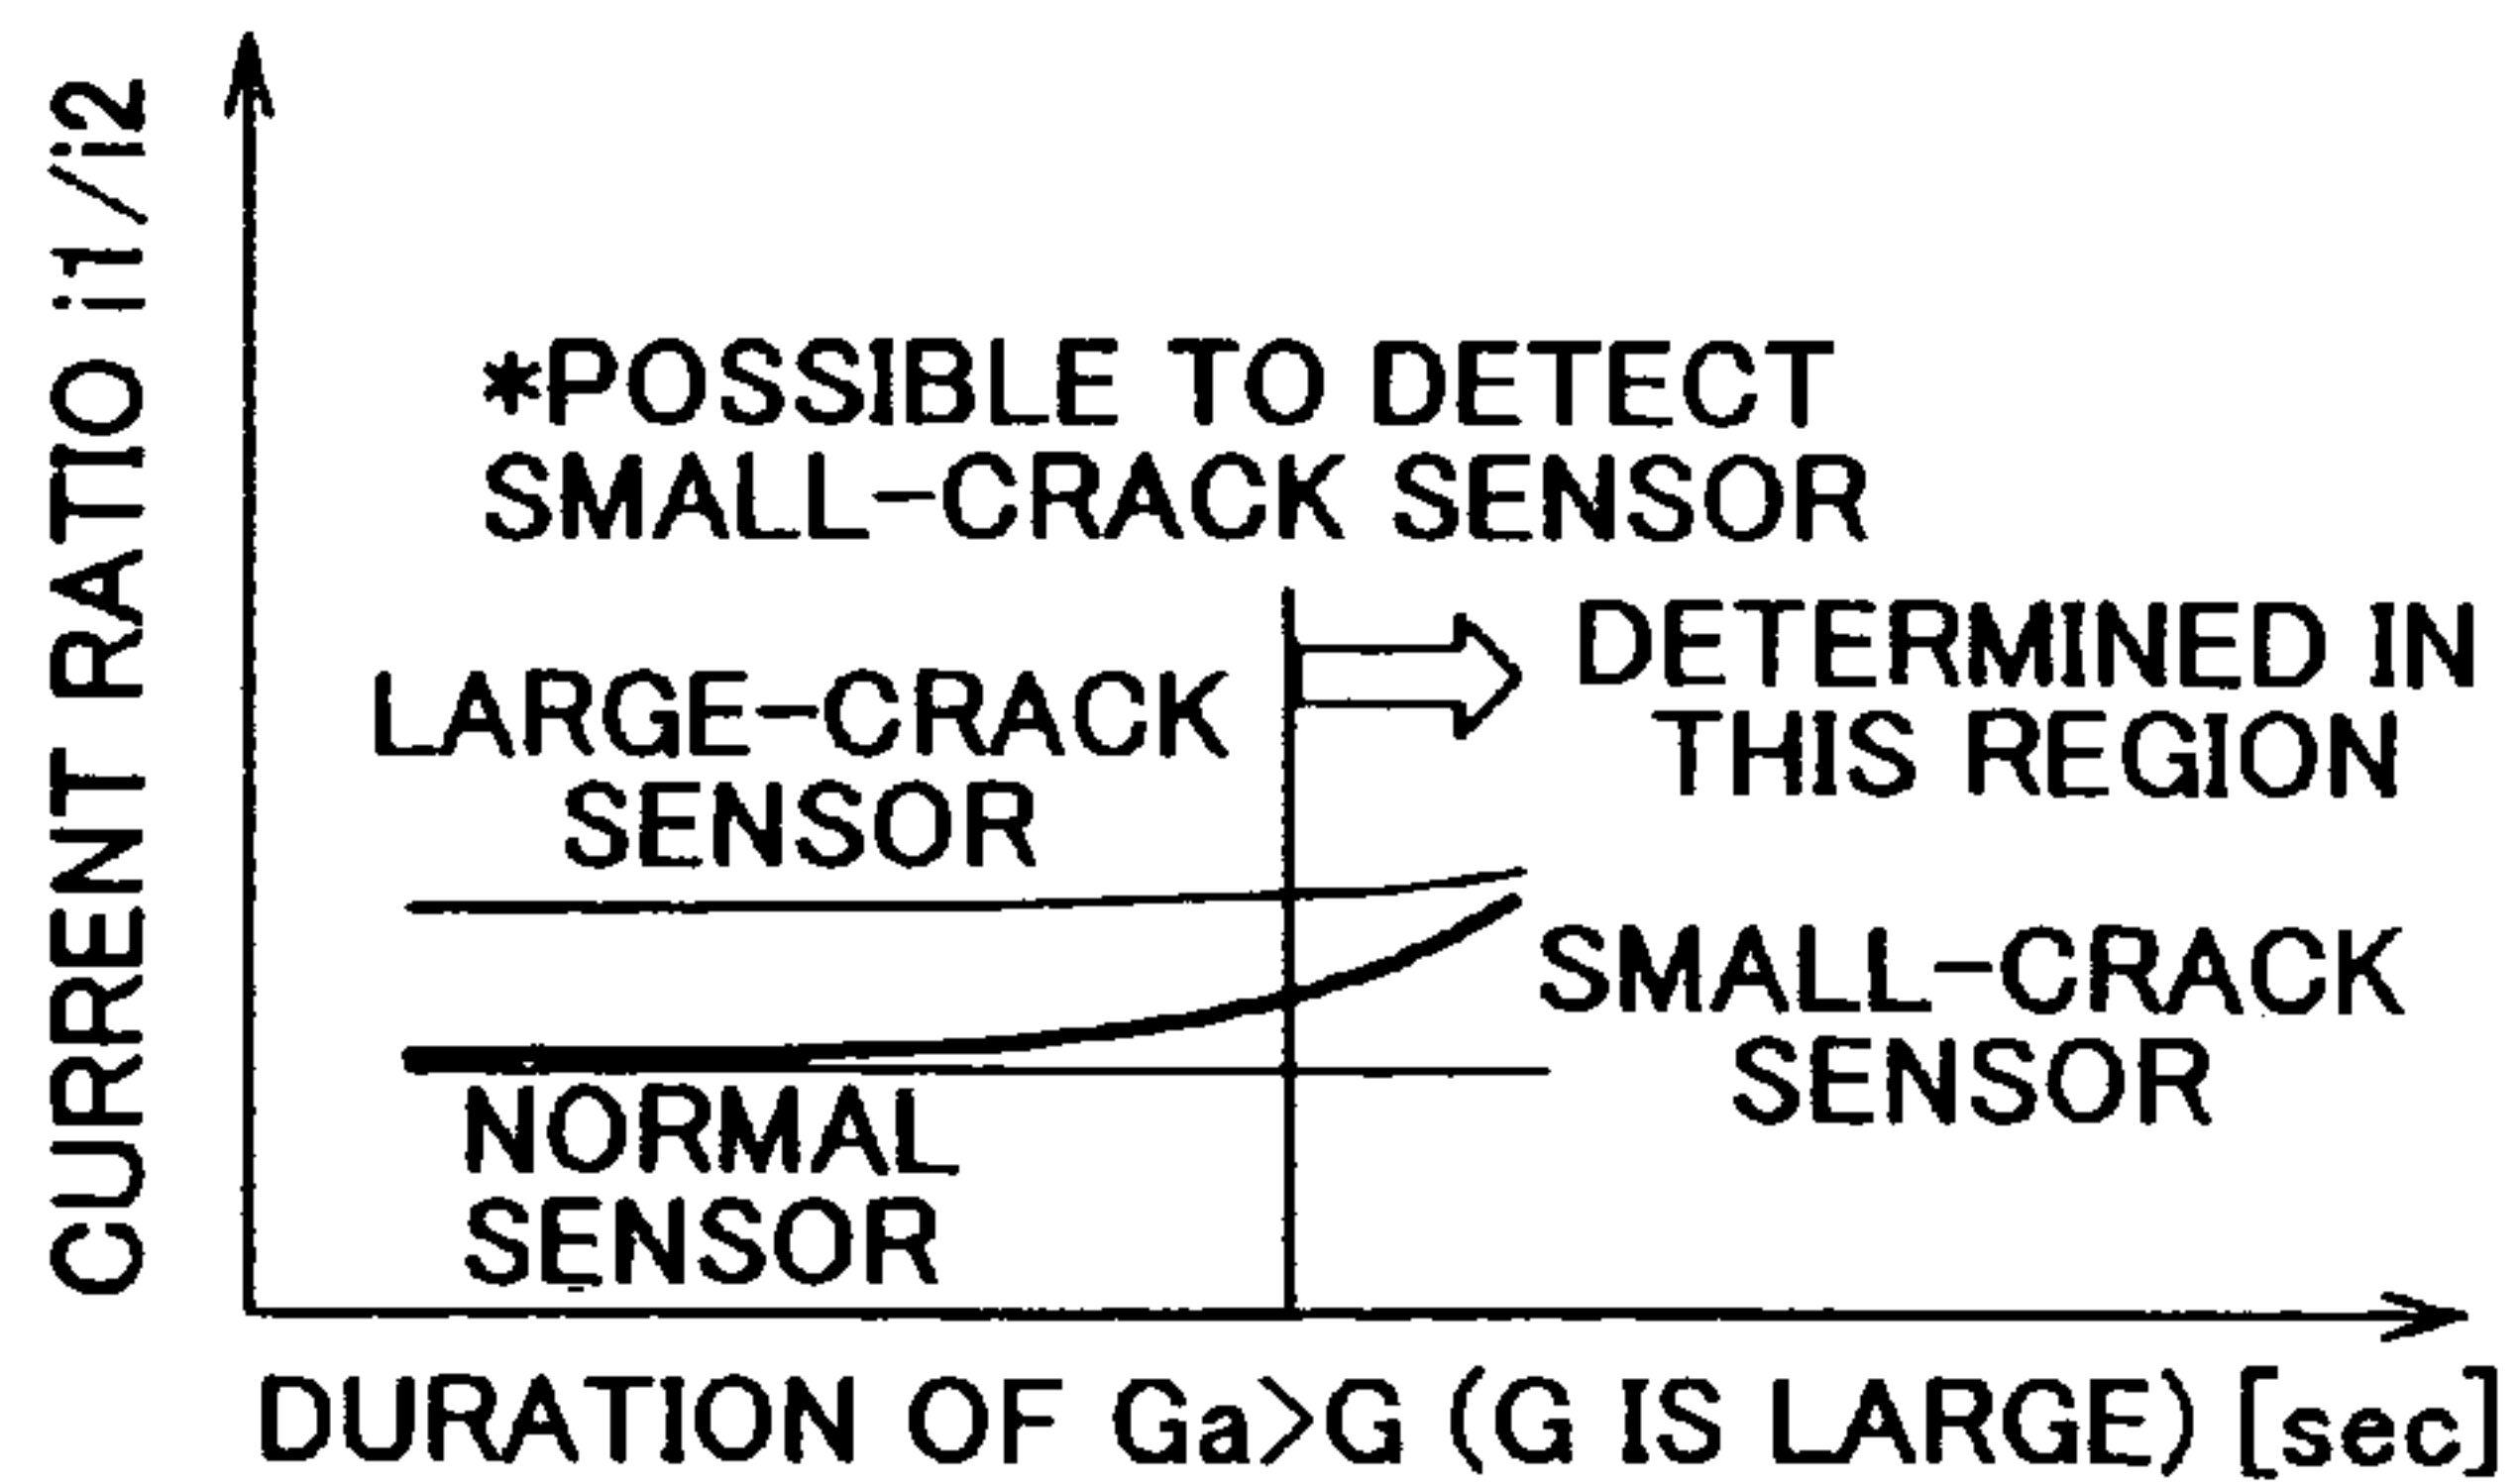 CURRENT RATIO i1/i2
*POSSIBLE TO DETECT
SMALL-CRACK SENSOR
LARGE-CRACK
SENSOR
DETERMINED IN
THIS REGION
SMALL-CRACK
SENSOR
NORMAL
SENSOR
DURATION OF Ga>G (G IS LARGE) [sec]